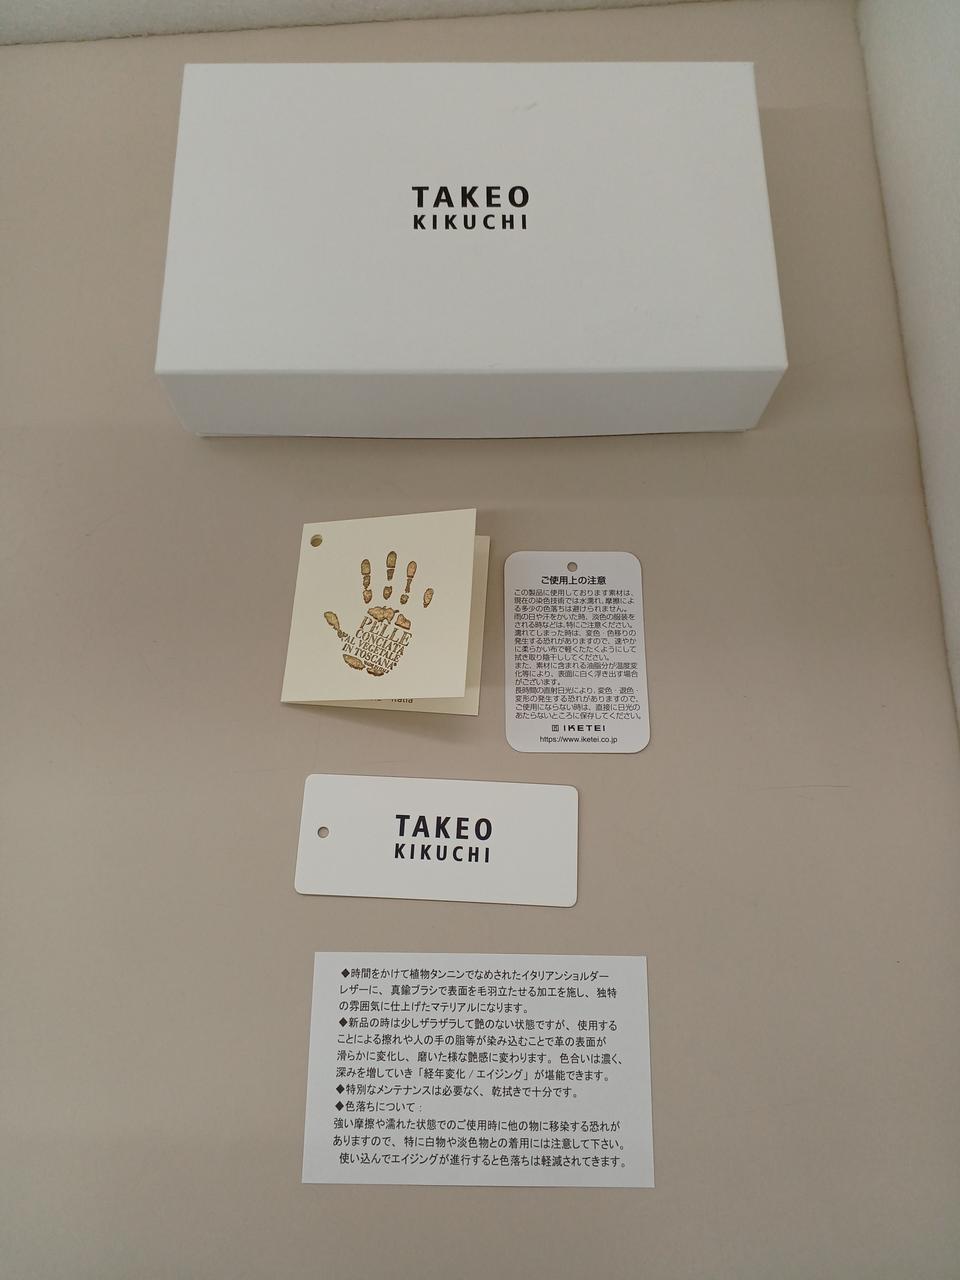 TAKEO
KIKUCHI
PELLE
CONCIATA
AL VEGETALE
IN TOSCANA
Italia
ご使用上の注意
この製品に使用しております素材は、
現在の染色技術では水濡れ、摩擦によ
る多少の色落ちは避けられません。
雨の日や汗をかいた時、淡色の服装を
される時などは、特にご注意ください。
濡れてしまった時は、変色・色移りの
発生する恐れがありますので、速やか
に柔らかい布で軽くたたくようにして
拭き取り陰干ししてください。
また、素材に含まれる油脂分が温度変
化等により、表面に白く浮き出す場合
がございます。
長時間の直射日光により、変色・退色・
変形の発生する恐れがありますので、
ご使用にならない時は、直接に日光の
あたらないところに保存してください。
IKETEI
https://www.iketei.co.jp
TAKEO
KIKUCHI
◆時間をかけて植物タンニンでなめされたイタリアンショルダー
レザーに、真鍮ブラシで表面を毛羽立たせる加工を施し、独特
の雰囲気に仕上げたマテリアルになります。
◆新品の時は少しザラザラして艶のない状態ですが、使用する
ことによる擦れや人の手の脂等が染み込むことで革の表面が
滑らかに変化し、磨いた様な艶感に変わります。色合いは濃く、
深みを増していき「経年変化 / エイジング」が堪能できます。
◆特別なメンテナンスは必要なく、乾拭きで十分です。
◆色落ちについて：
強い摩擦や濡れた状態でのご使用時に他の物に移染する恐れが
ありますので、特に白物や淡色物との着用には注意して下さい。
使い込んでエイジングが進行すると色落ちは軽減されてきます。